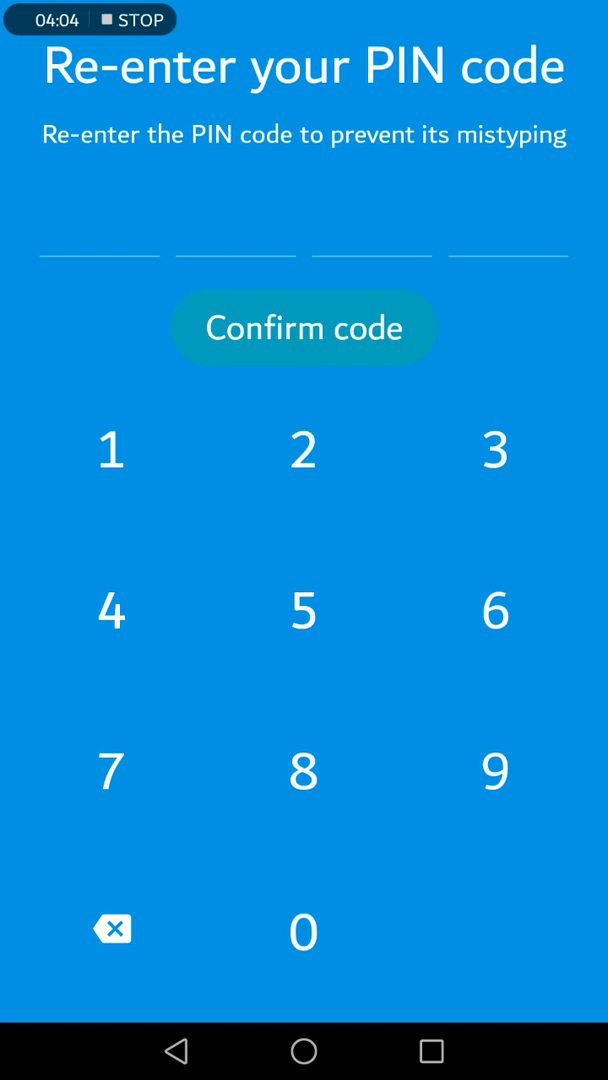 04:04 STOP
Re-enter your PIN code
Re-enter the PIN code to prevent its mistyping
Confirm code
1 2 3
4 5 6
7 8 9
0